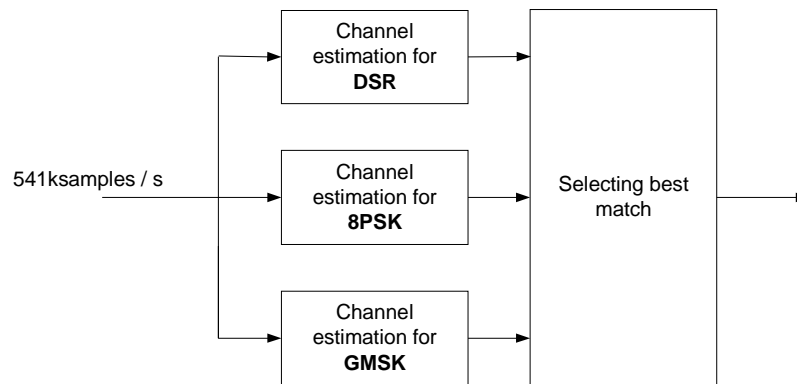 Channel
estimation for
DSR
541ksamples / s
Channel
estimation for
8PSK
Selecting best
match
Channel
estimation for
GMSK